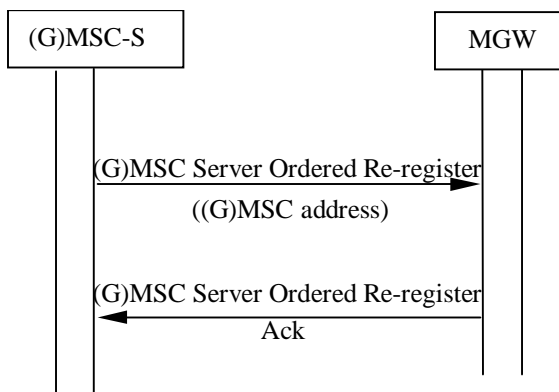 (G)MSC-S
MGW
(G)MSC Server Ordered Re-register
((G)MSC address)
(G)MSC Server Ordered Re-register
Ack